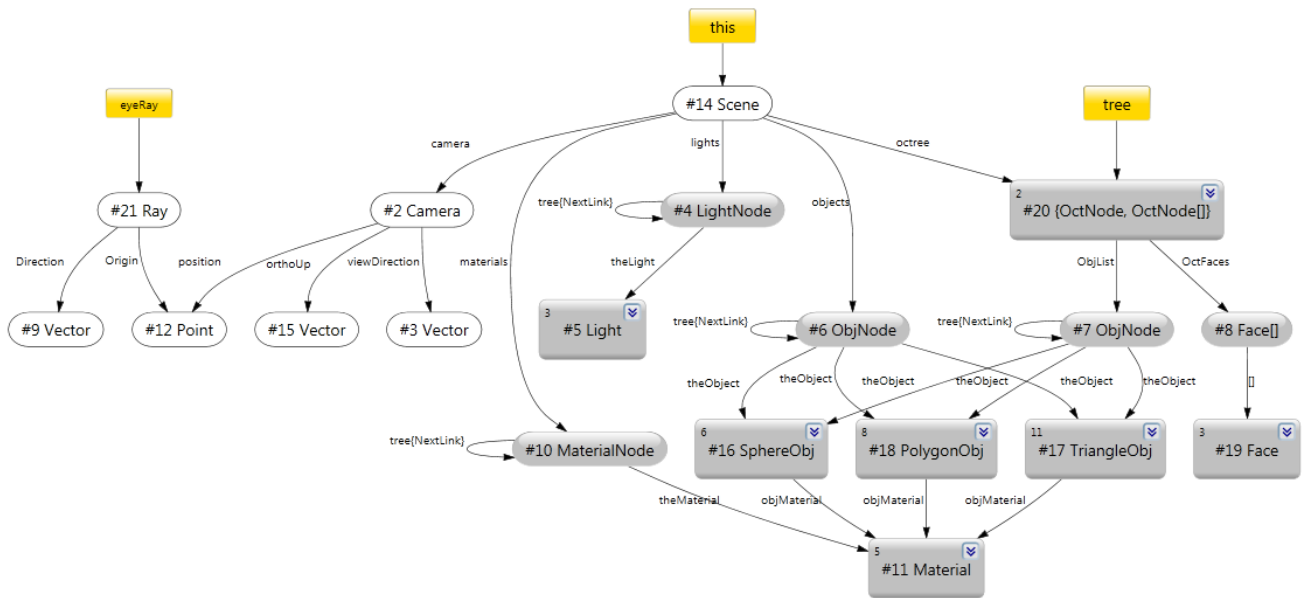 this
eyeRay
tree
#14 Scene
camera
lights
octree
2
#20 {OctNode, OctNode[]}
#21 Ray
#2 Camera
tree{NextLink}
#4 LightNode
objects
Direction
Origin
position
orthoUp
viewDirection
materials
theLight
ObjList
OctFaces
#9 Vector
#12 Point
#15 Vector
#3 Vector
3
#5 Light
tree{NextLink}
#6 ObjNode
tree{NextLink}
#7 ObjNode
#8 Face[]
theObject
theObject
theObject
theObject
theObject
theObject
[]
tree{NextLink}
#10 MaterialNode
6
#16 SphereObj
8
#18 PolygonObj
11
#17 TriangleObj
3
#19 Face
theMaterial
objMaterial
objMaterial
objMaterial
5
#11 Material